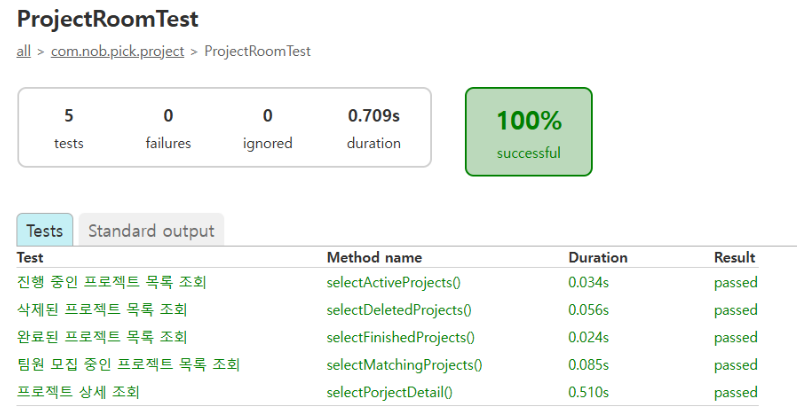 ProjectRoomTest
all > com.nob.pick.project > ProjectRoomTest
5 0 0 0.709s 100%
tests failures ignored duration successful
Tests Standard output
Test Method name Duration Result
진행 중인 프로젝트 목록 조회 selectActiveProjects() 0.034s passed
삭제된 프로젝트 목록 조회 selectDeletedProjects() 0.056s passed
완료된 프로젝트 목록 조회 selectFinishedProjects() 0.024s passed
팀원 모집 중인 프로젝트 목록 조회 selectMatchingProjects() 0.085s passed
프로젝트 상세 조회 selectPorjectDetail() 0.510s passed